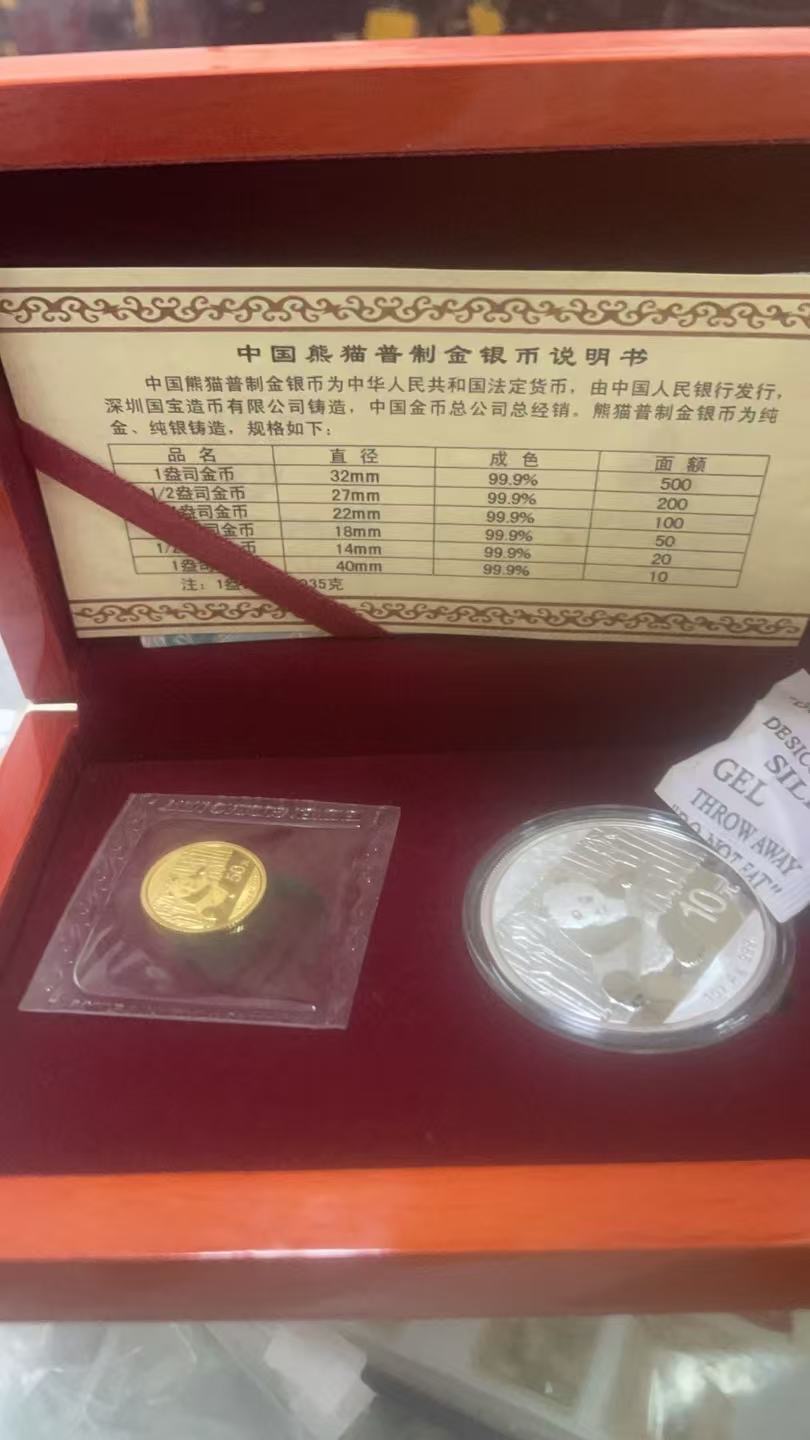 中国熊猫普制金银币说明书
中国熊猫普制金银币为中华人民共和国法定货币，由中国人民银行发行，
深圳国宝造币有限公司铸造，中国金币总公司总经销。熊猫普制金银币为纯
金、纯银铸造，规格如下：
品名 直径 成色 面额
1盎司金币 32mm 99.9% 500
1/2盎司金币 27mm 99.9% 200
盎司金币 22mm 99.9% 100
司金币 18mm 99.9% 50
币 14mm 99.9% 20
1盎 40mm 99.9% 10
注：1盎 035克
GEL
THROW AWAY
"DO NOT EAT"
50
10元
1oz Ag .999